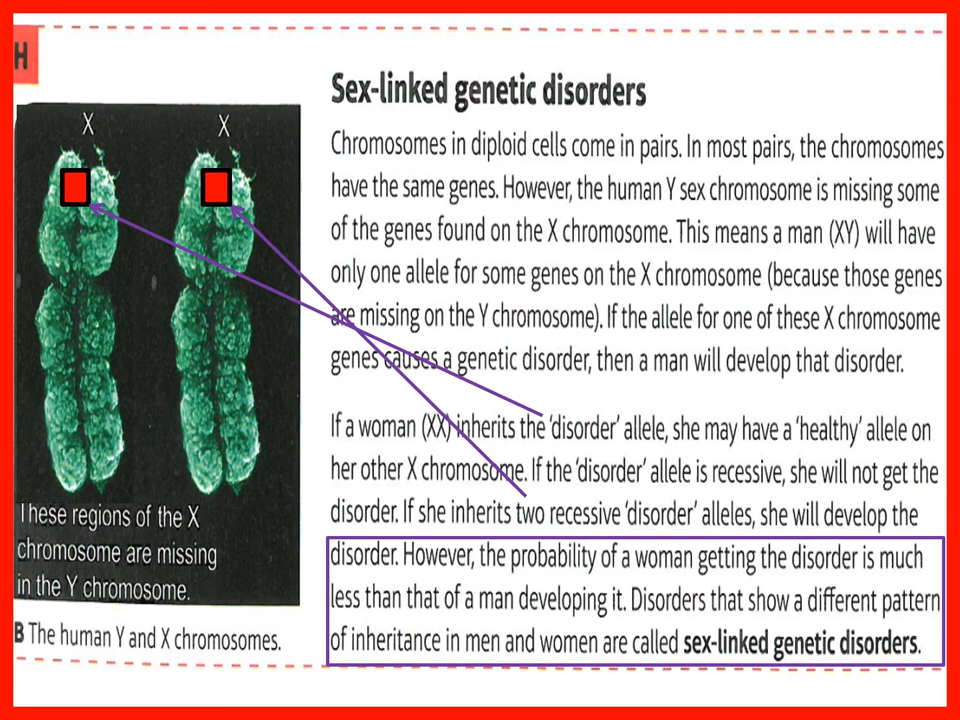 H
Sex-linked genetic disorders
X X
Chromosomes in diploid cells come in pairs. In most pairs, the chromosomes
have the same genes. However, the human Y sex chromosome is missing some
of the genes found on the X chromosome. This means a man (XY) will have
only one allele for some genes on the X chromosome (because those genes
are missing on the Y chromosome). If the allele for one of these X chromosome
genes causes a genetic disorder, then a man will develop that disorder.
If a woman (XX) inherits the ‘disorder’ allele, she may have a ‘healthy’ allele on
her other X chromosome. If the ‘disorder’ allele is recessive, she will not get the
disorder. If she inherits two recessive ‘disorder’ alleles, she will develop the
disorder. However, the probability of a woman getting the disorder is much
less than that of a man developing it. Disorders that show a different pattern
of inheritance in men and women are called sex-linked genetic disorders.
These regions of the X
chromosome are missing
in the Y chromosome.
B The human Y and X chromosomes.